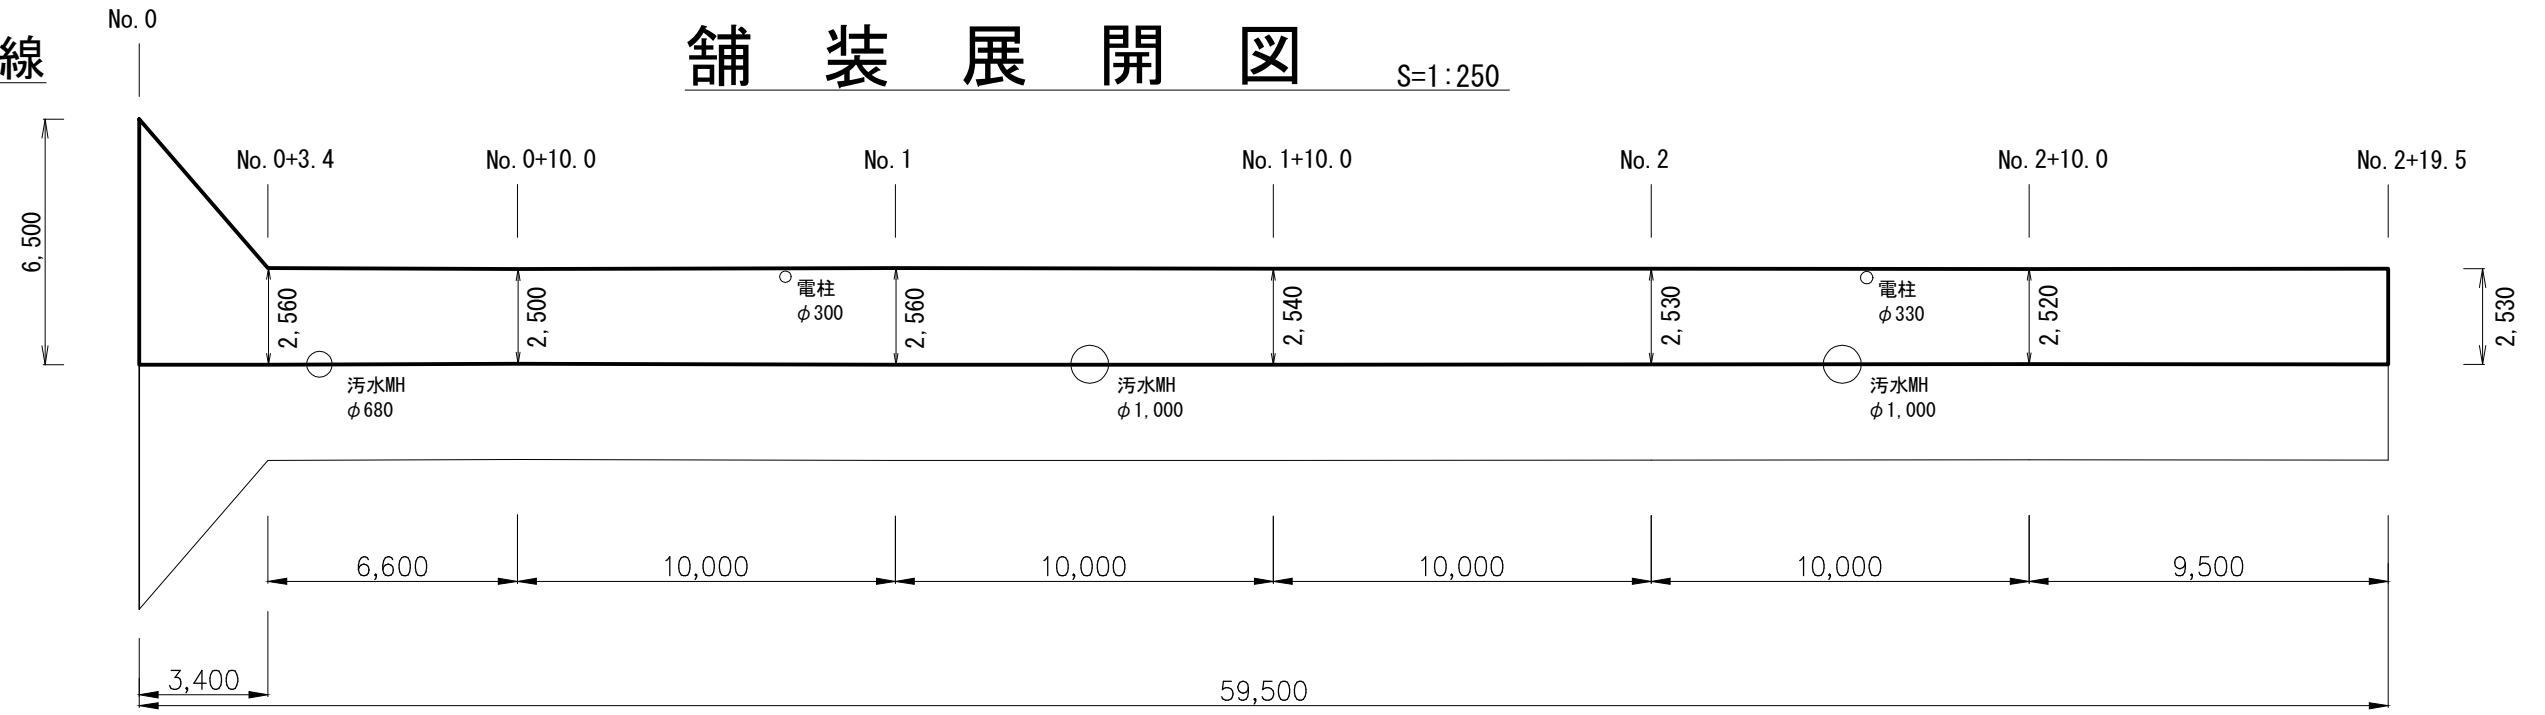 No.0
線
舗装展開図 S=1:250
No.0+3.4
No.0+10.0
No.1
No.1+10.0
No.2
No.2+10.0
No.2+19.5
6,500
2,560
2,500
電柱
φ300
2,560
2,540
2,530
電柱
φ330
2,520
2,530
汚水MH
φ680
汚水MH
φ1,000
汚水MH
φ1,000
6,600
10,000
10,000
10,000
10,000
9,500
3,400
59,500